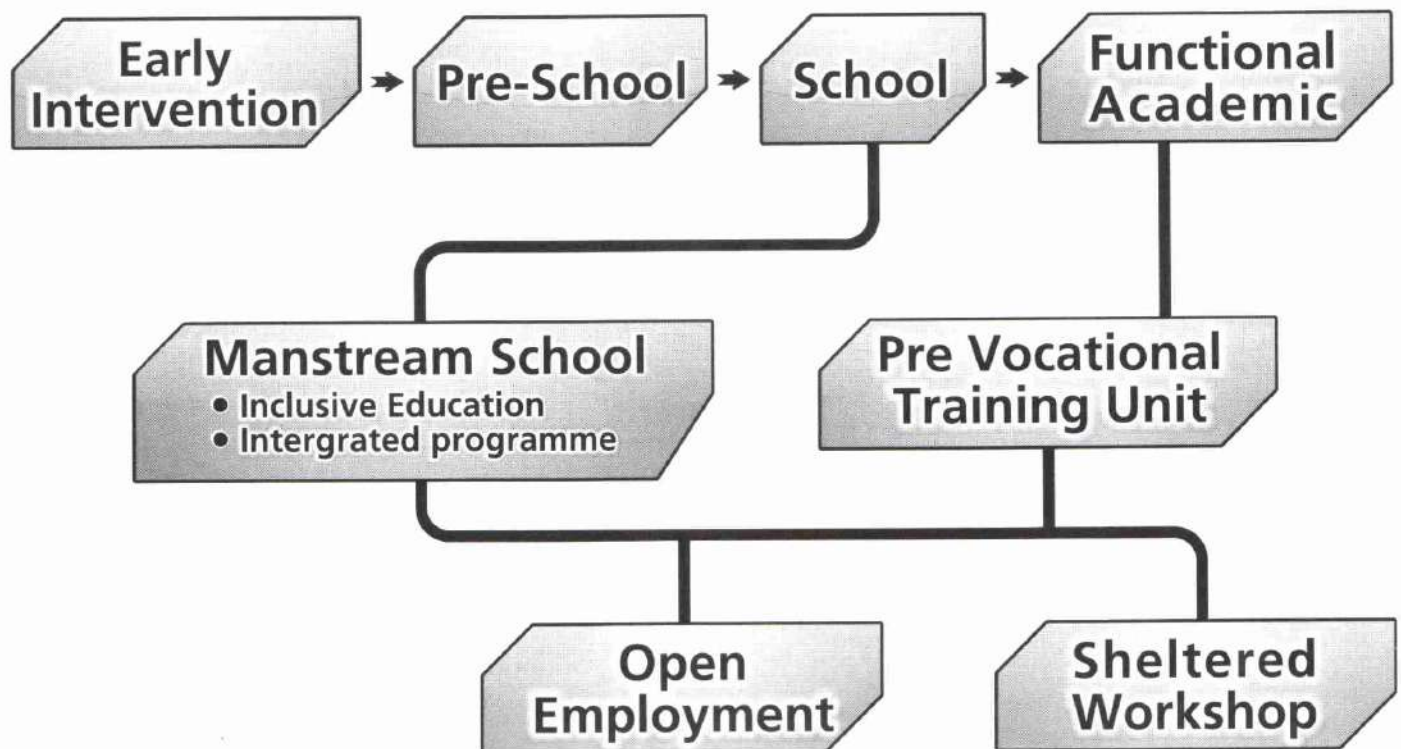 Early
Intervention
Pre-School
School
Functional
Academic
Manstream School
• Inclusive Education
• Intergrated programme
Pre Vocational
Training Unit
Open
Employment
Sheltered
Workshop